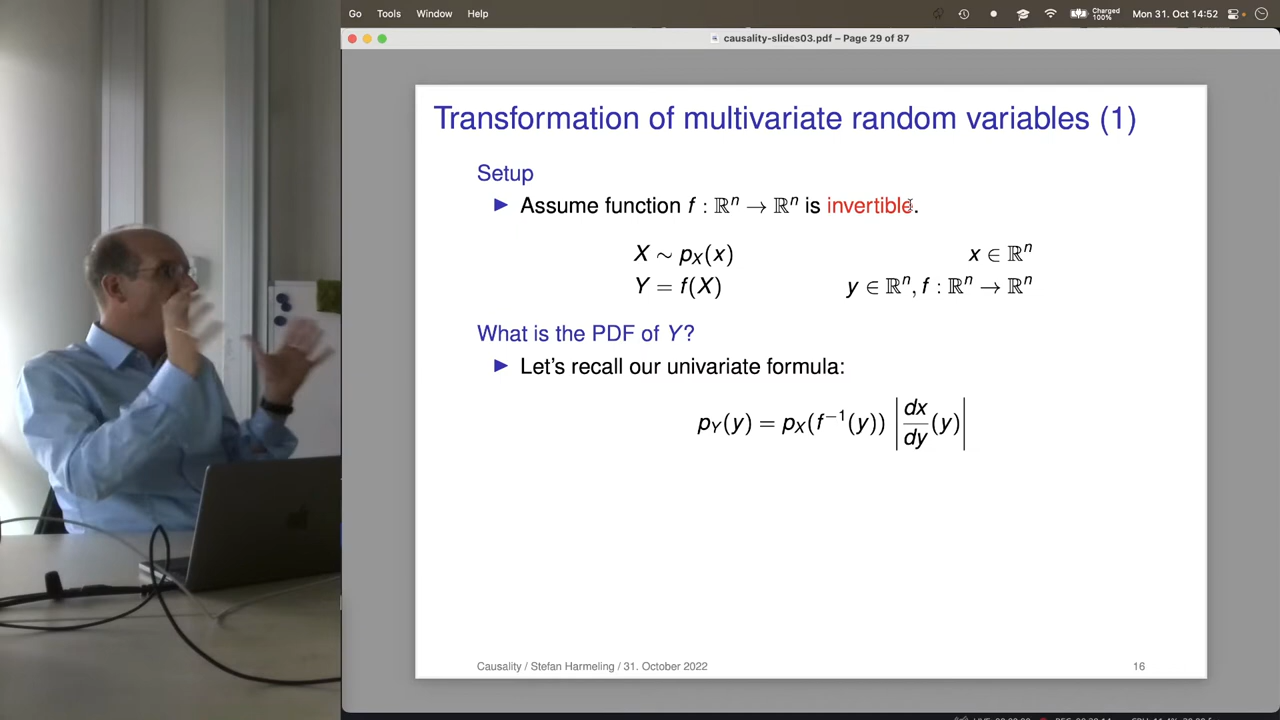 Go Tools Window Help Charged 100% Mon 31. Oct 14:52
causality-slides03.pdf – Page 29 of 87
Transformation of multivariate random variables (1)
Setup
▶ Assume function f : ℝⁿ → ℝⁿ is invertible.
X ∼ p_X(x) x ∈ ℝⁿ
Y = f(X) y ∈ ℝⁿ, f : ℝⁿ → ℝⁿ
What is the PDF of Y?
▶ Let's recall our univariate formula:
p_Y(y) = p_X(f⁻¹(y)) |dx/dy (y)|
Causality / Stefan Harmeling / 31. October 2022 16